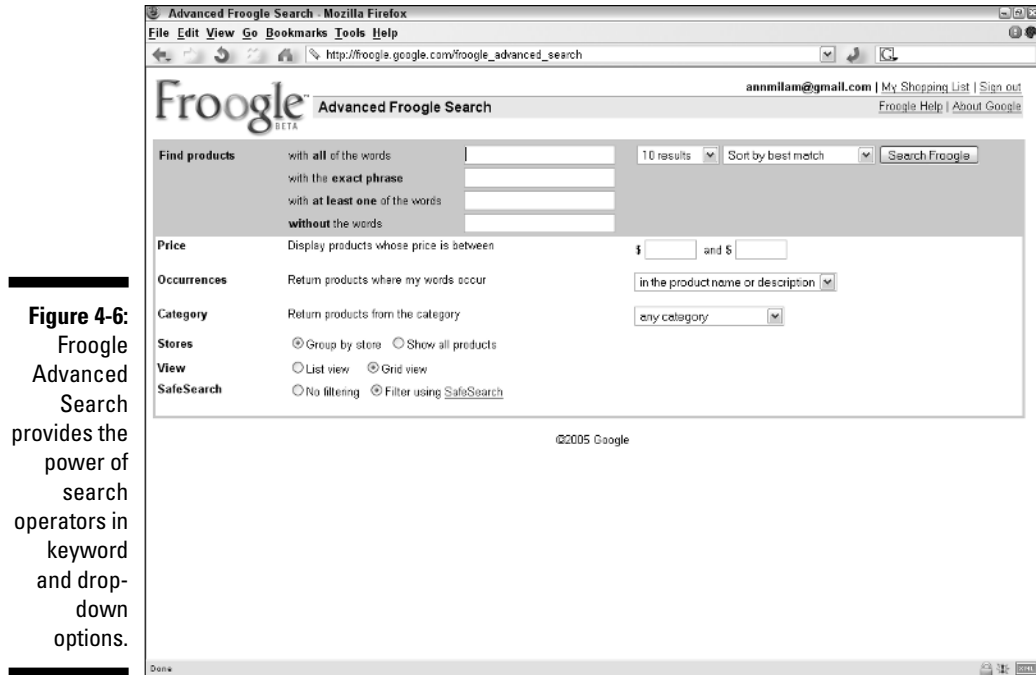 Advanced Froogle Search - Mozilla Firefox
File Edit View Go Bookmarks Tools Help
http://froogle.google.com/froogle_advanced_search
G.
annmilam@gmail.com | My Shopping List | Sign out
Froogle™
BETA
Advanced Froogle Search
Froogle Help | About Google
Find products
with all of the words
10 results
Sort by best match
Search Froogle
with the exact phrase
with at least one of the words
without the words
Price
Display products whose price is between
$ and $
Occurrences
Return products where my words occur
in the product name or description
Category
Return products from the category
any category
Stores
Group by store
Show all products
View
List view
Grid view
SafeSearch
No filtering
Filter using SafeSearch
©2005 Google
Done
Figure 4-6:
Froogle
Advanced
Search
provides the
power of
search
operators in
keyword
and drop-
down
options.